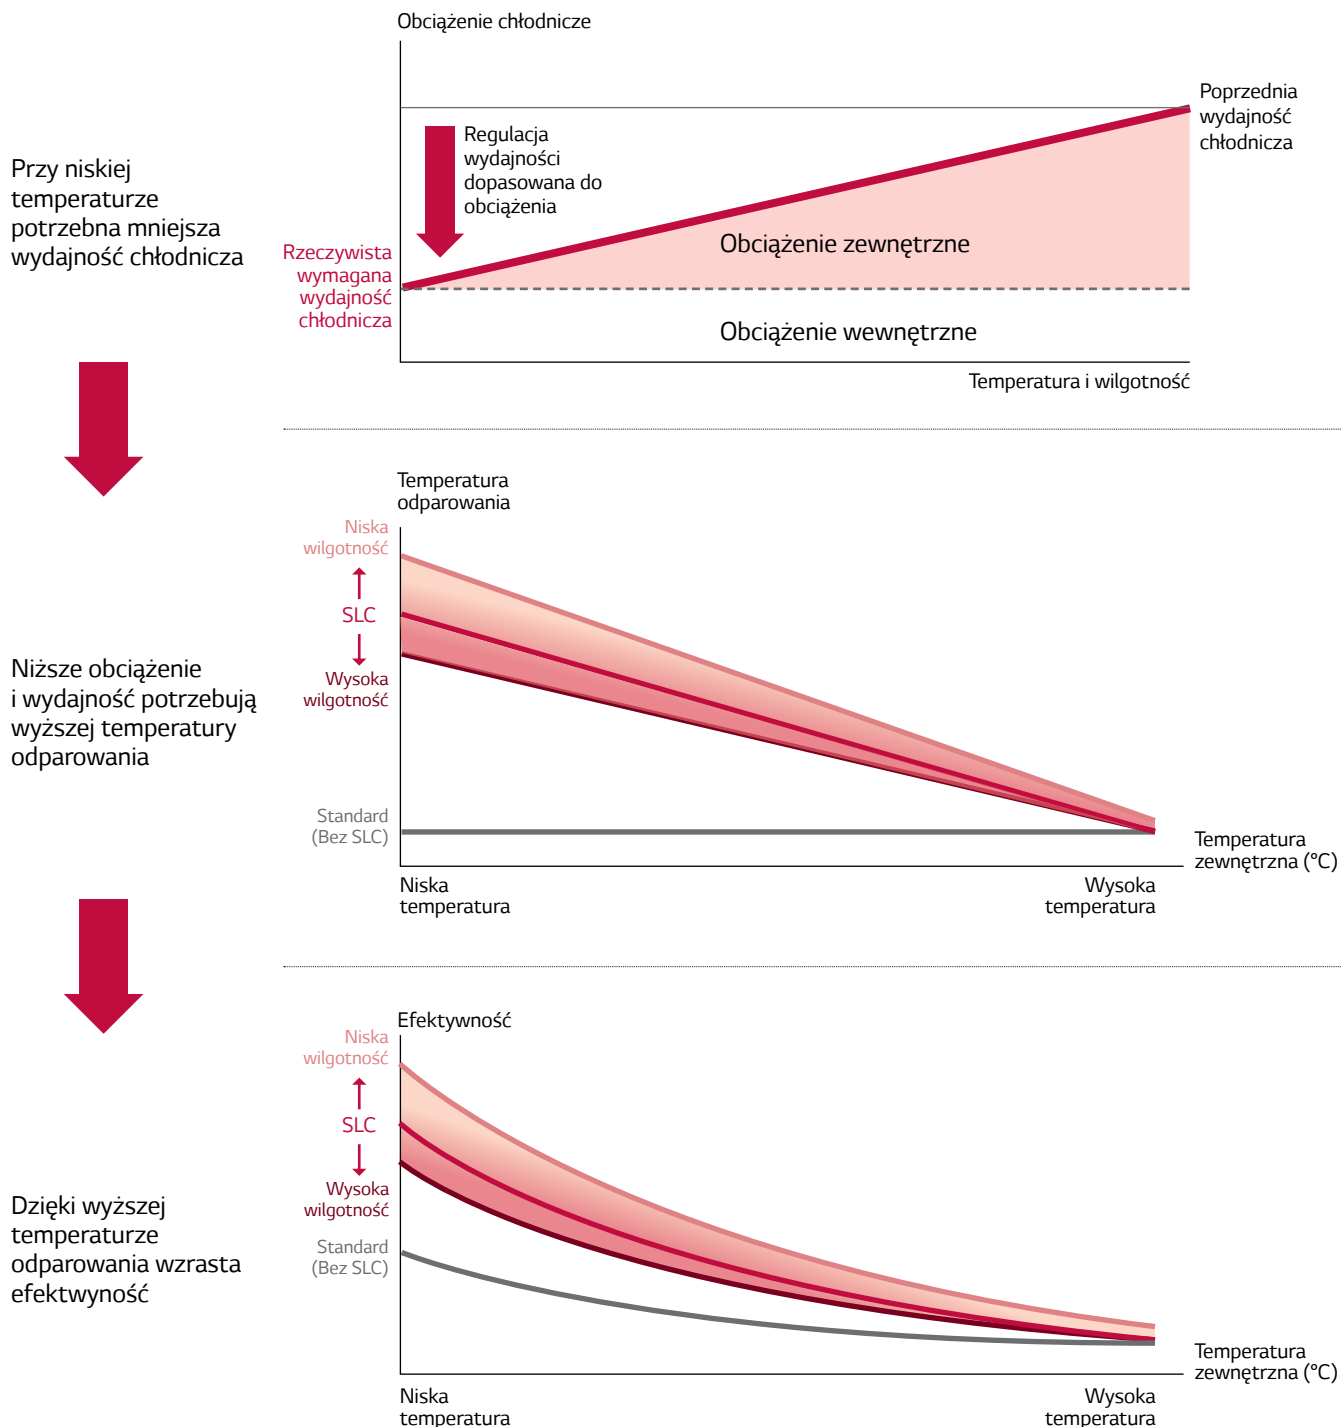 Obciążenie chłodnicze
Poprzednia
wydajność
chłodnicza
Regulacja
wydajności
dopasowana do
obciążenia
Przy niskiej
temperaturze
potrzebna mniejsza
wydajność chłodnicza
Rzeczywista
wymagana
wydajność
chłodnicza
Obciążenie zewnętrzne
Obciążenie wewnętrzne
Temperatura i wilgotność
Temperatura
odparowania
Niska
wilgotność
SLC
Wysoka
wilgotność
Niższe obciążenie
i wydajność potrzebują
wyższej temperatury
odparowania
Standard
(Bez SLC)
Temperatura
zewnętrzna (°C)
Niska
temperatura
Wysoka
temperatura
Efektywność
Niska
wilgotność
SLC
Wysoka
wilgotność
Standard
(Bez SLC)
Dzięki wyższej
temperaturze
odparowania wzrasta
efektwyność
Temperatura
zewnętrzna (°C)
Niska
temperatura
Wysoka
temperatura